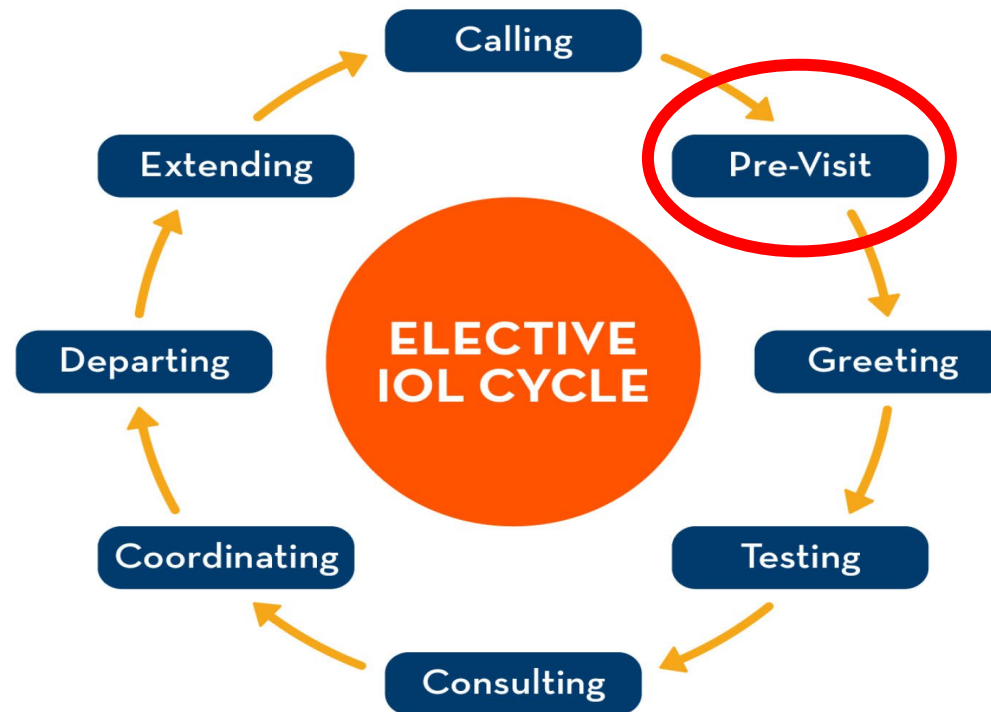 Calling
Pre-Visit
Extending
ELECTIVE
IOL CYCLE
Departing
Greeting
Coordinating
Testing
Consulting